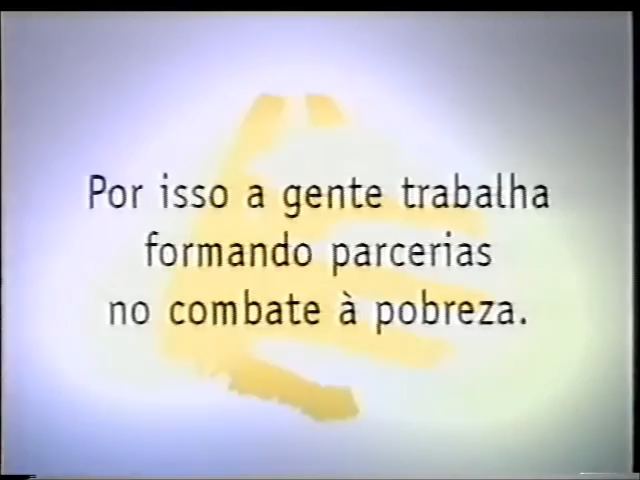 Por isso a gente trabalha
formando parcerias
no combate à pobreza.